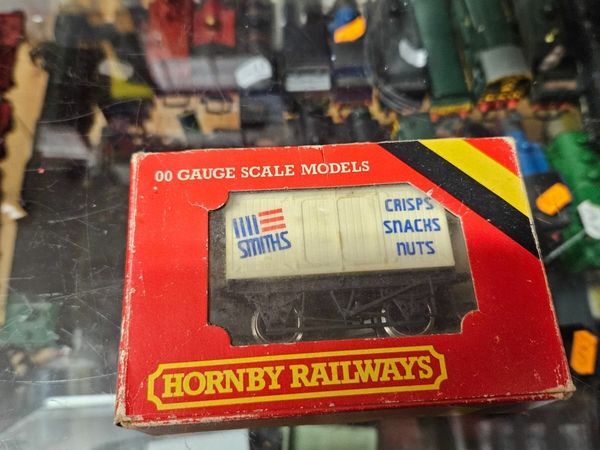 00 GAUGE SCALE MODELS
SMITHS
CRISPS
SNACKS
NUTS
HORNBY RAILWAYS